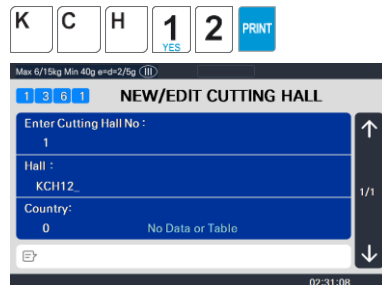 K C H 1 YES 2 PRINT
Max 6/15kg Min 40g e=d=2/5g (III)
1 3 6 1 NEW/EDIT CUTTING HALL
Enter Cutting Hall No :
1
Hall :
KCH12_
1/1
Country:
0 No Data or Table
02:31:08